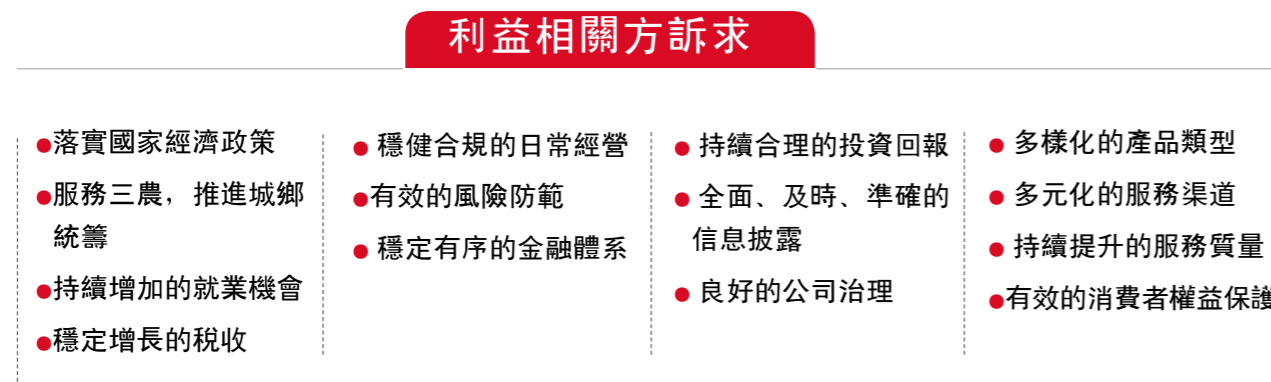 利益相關方訴求
●落實國家經濟政策
●服務三農，推進城鄉
統籌
●持續增加的就業機會
●穩定增長的稅收
● 穩健合規的日常經營
●有效的風險防範
● 穩定有序的金融體系
● 持續合理的投資回報
● 全面、及時、準確的
信息披露
● 良好的公司治理
● 多樣化的產品類型
● 多元化的服務渠道
● 持續提升的服務質量
●有效的消費者權益保護